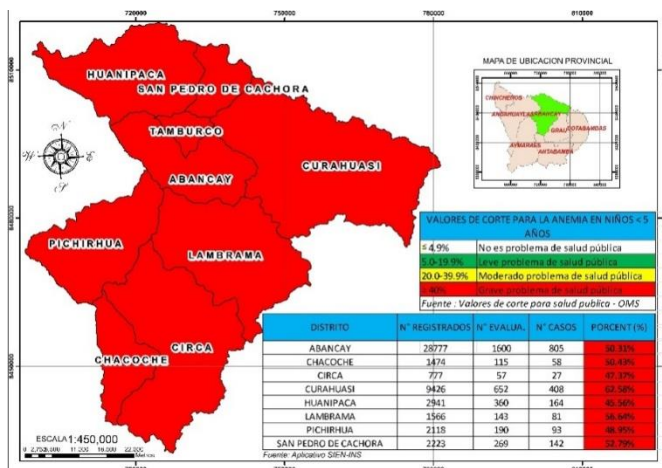 720000 750000 780000 810000
8510000
8480000
8450000
HUANIPACA
SAN PEDRO DE CACHORA
TAMBURCO
CURAHUASI
ABANCAY
PICHIRHUA
LAMBRAMA
CIRCA
CHACOCHE
N
E
S
W
ESCALA 1:450,000
MAPA DE UBICACION PROVINCIAL
CHINCHEROS
ANDAHUAYLAS
ABANCAY
GRAU
COTABAMBAS
AYMARAES
ANTABAMBA
VALORES DE CORTE PARA LA ANEMIA EN NIÑOS < 5
AÑOS
≤ 4.9% No es problema de salud pública
5.0-19.9% Leve problema de salud pública
20.0-39.9% Moderado problema de salud pública
≥ 40% Grave problema de salud pública
Fuente : Valores de corte para salud publica - OMS
DISTRITO N° REGISTRADOS N° EVALUA. N° CASOS PORCENT (%)
ABANCAY 28777 1600 805 50.31%
CHACOCHE 1474 115 58 50.43%
CIRCA 777 57 27 47.37%
CURAHUASI 9426 652 408 62.58%
HUANIPACA 2941 360 164 45.56%
LAMBRAMA 1566 143 81 56.64%
PICHIRHUA 2118 190 93 48.95%
SAN PEDRO DE CACHORA 2223 269 142 52.79%
Fuente: Aplicativo SIEN-INS